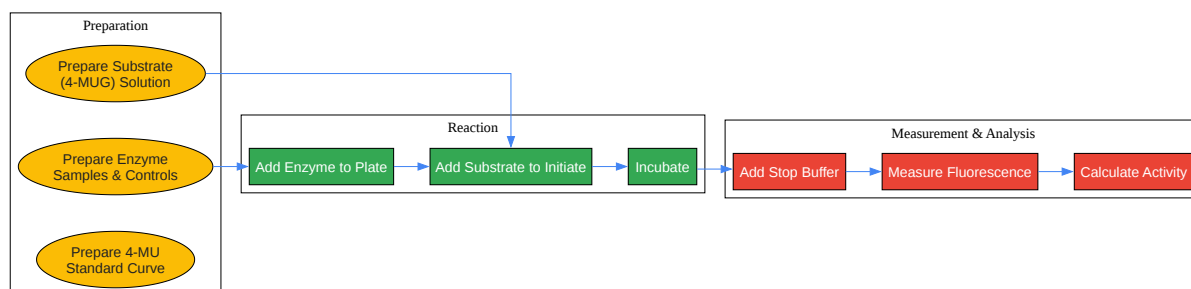 Preparation
Prepare Substrate
(4-MUG) Solution
Prepare Enzyme
Samples & Controls
Prepare 4-MU
Standard Curve
Reaction
Add Enzyme to Plate
Add Substrate to Initiate
Incubate
Measurement & Analysis
Add Stop Buffer
Measure Fluorescence
Calculate Activity